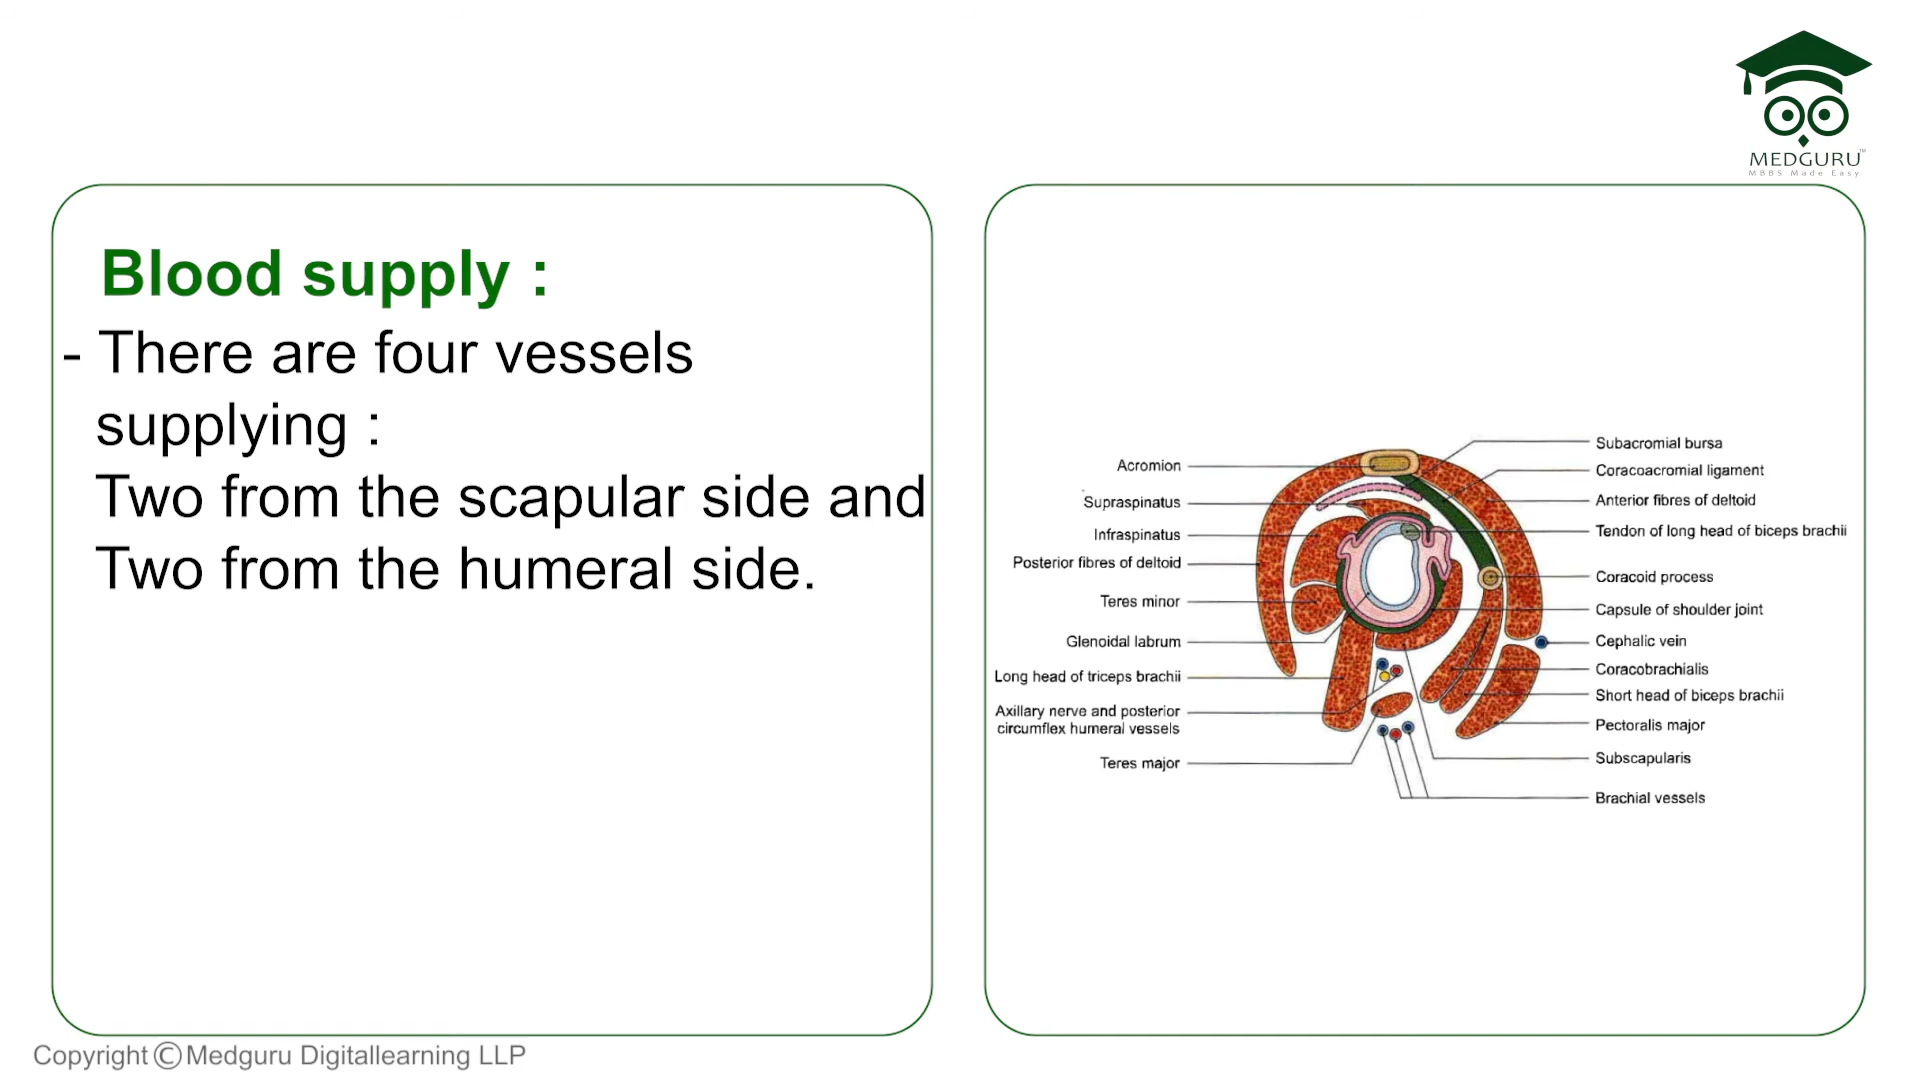 MEDGURU™
MBBS Made Easy
Blood supply :
- There are four vessels
supplying :
Two from the scapular side and
Two from the humeral side.
Acromion
Supraspinatus
Infraspinatus
Posterior fibres of deltoid
Teres minor
Glenoidal labrum
Long head of triceps brachii
Axillary nerve and posterior
circumflex humeral vessels
Teres major
Subacromial bursa
Coracoacromial ligament
Anterior fibres of deltoid
Tendon of long head of biceps brachii
Coracoid process
Capsule of shoulder joint
Cephalic vein
Coracobrachialis
Short head of biceps brachii
Pectoralis major
Subscapularis
Brachial vessels
Copyright © Medguru Digitallearning LLP